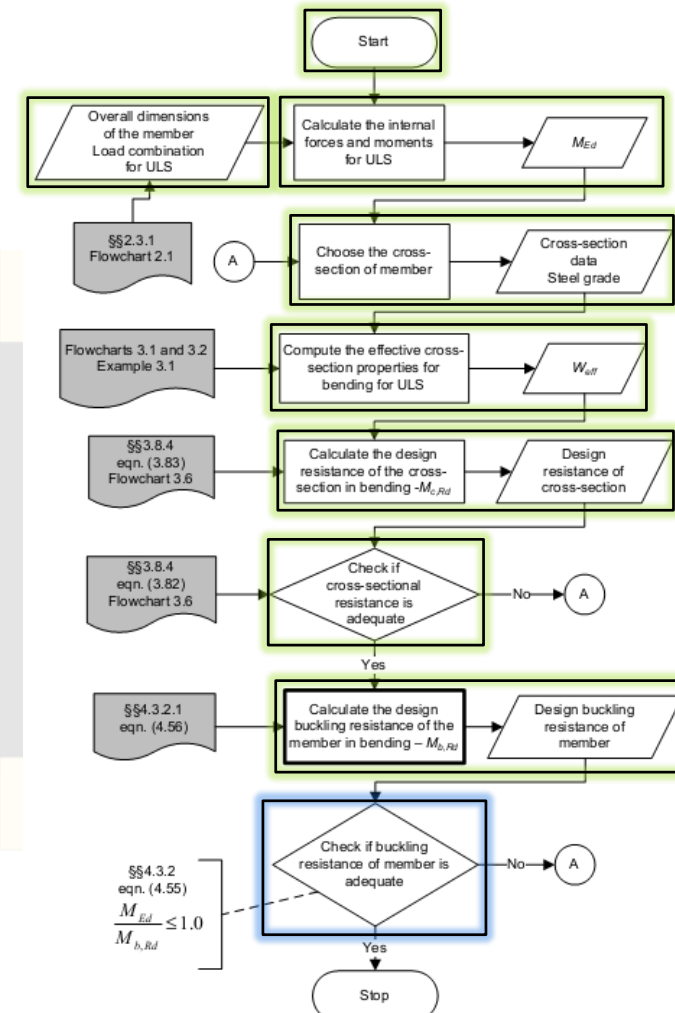 Start
Overall dimensions
of the member
Load combination
for ULS
Calculate the internal
forces and moments
for ULS
M_Ed
§§2.3.1
Flowchart 2.1
A
Choose the cross-
section of member
Cross-section
data
Steel grade
Flowcharts 3.1 and 3.2
Example 3.1
Compute the effective cross-
section properties for
bending for ULS
W_eff
§§3.8.4
eqn. (3.83)
Flowchart 3.6
Calculate the design
resistance of the cross-
section in bending -M_c,Rd
Design
resistance of
cross-section
§§3.8.4
eqn. (3.82)
Flowchart 3.6
Check if
cross-sectional
resistance is
adequate
No
A
Yes
§§4.3.2.1
eqn. (4.56)
Calculate the design
buckling resistance of the
member in bending – M_b,Rd
Design buckling
resistance of
member
Check if buckling
resistance of member is
adequate
No
A
§§4.3.2
eqn. (4.55)
M_Ed / M_b,Rd ≤ 1.0
Yes
Stop